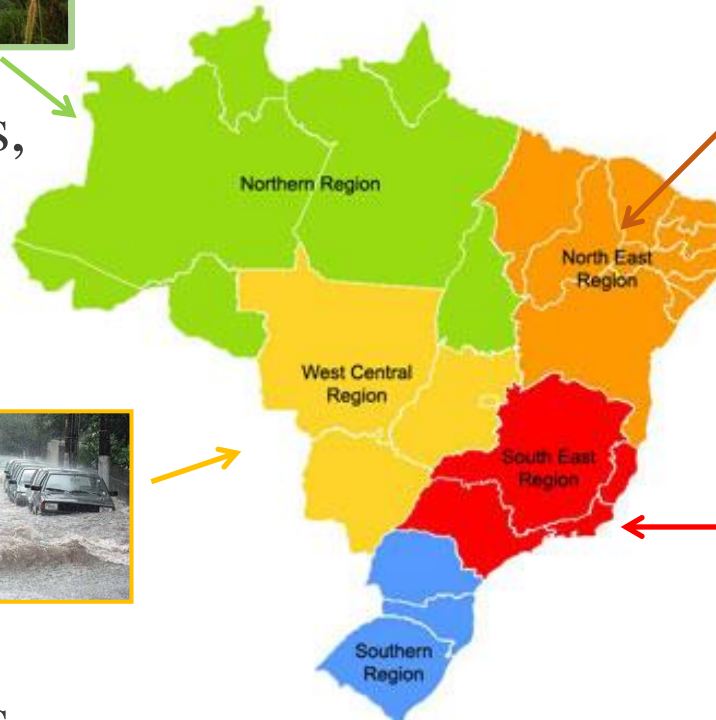 s,
Northern Region
North East
Region
West Central
Region
South East
Region
Southern
Region
s